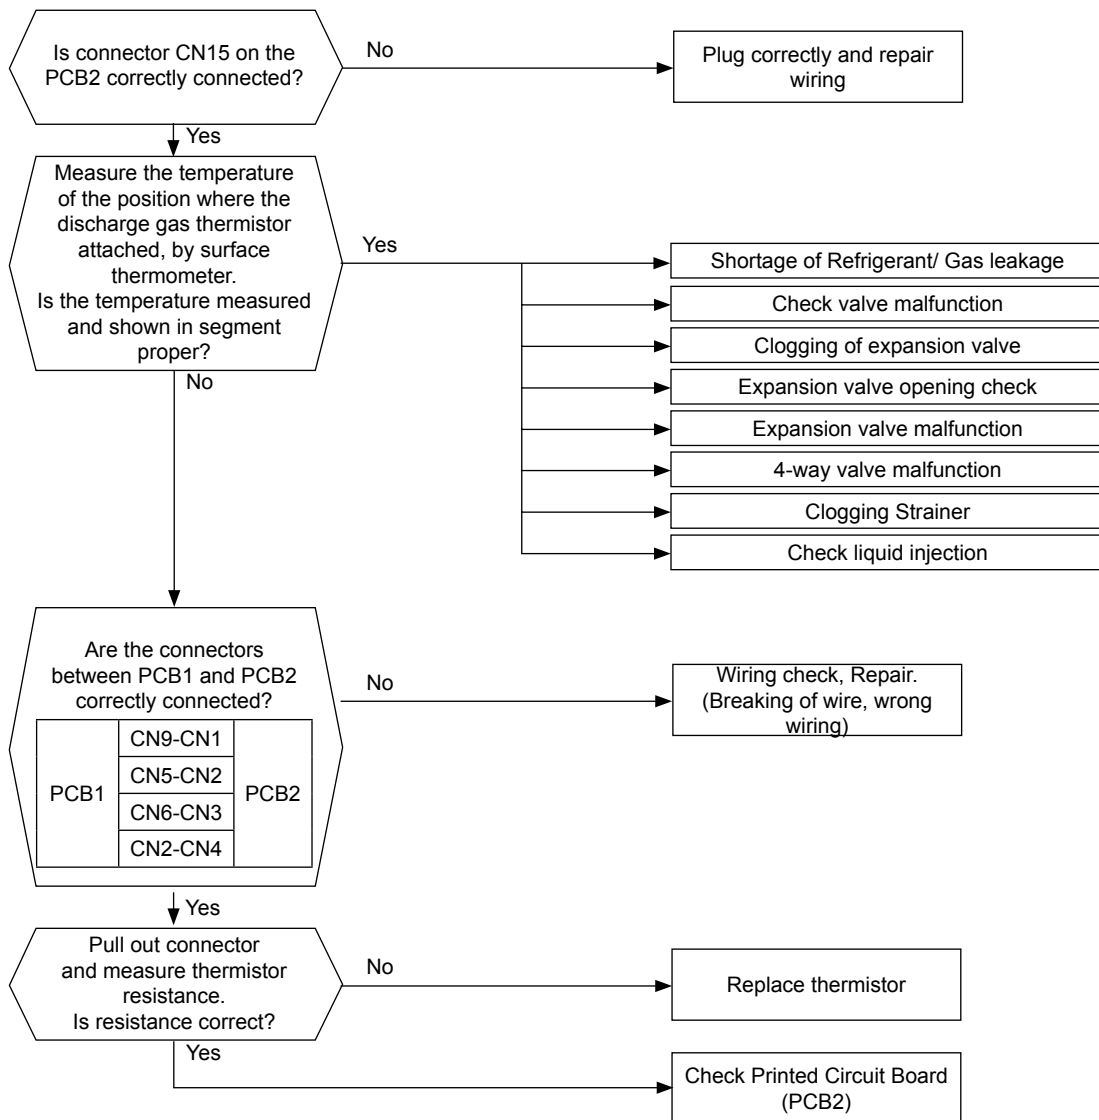 Is connector CN15 on the
PCB2 correctly connected?
No
Plug correctly and repair
wiring
Yes
Measure the temperature
of the position where the
discharge gas thermistor
attached, by surface
thermometer.
Is the temperature measured
and shown in segment
proper?
Yes
Shortage of Refrigerant/ Gas leakage
Check valve malfunction
Clogging of expansion valve
Expansion valve opening check
Expansion valve malfunction
4-way valve malfunction
Clogging Strainer
Check liquid injection
No
Are the connectors
between PCB1 and PCB2
correctly connected?
PCB1
CN9-CN1
CN5-CN2
CN6-CN3
CN2-CN4
PCB2
No
Wiring check, Repair.
(Breaking of wire, wrong
wiring)
Yes
Pull out connector
and measure thermistor
resistance.
Is resistance correct?
No
Replace thermistor
Yes
Check Printed Circuit Board
(PCB2)